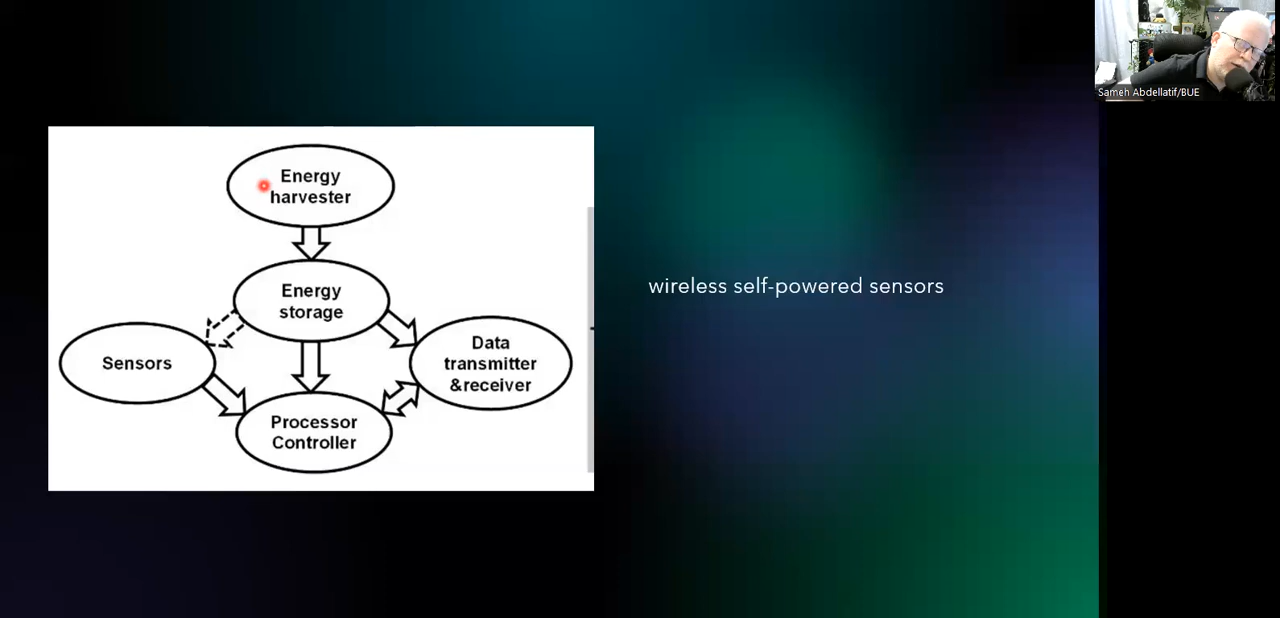 Sameh Abdellatif/BUE
Energy
harvester
Energy
storage
Sensors
Data
transmitter
&receiver
Processor
Controller
wireless self-powered sensors